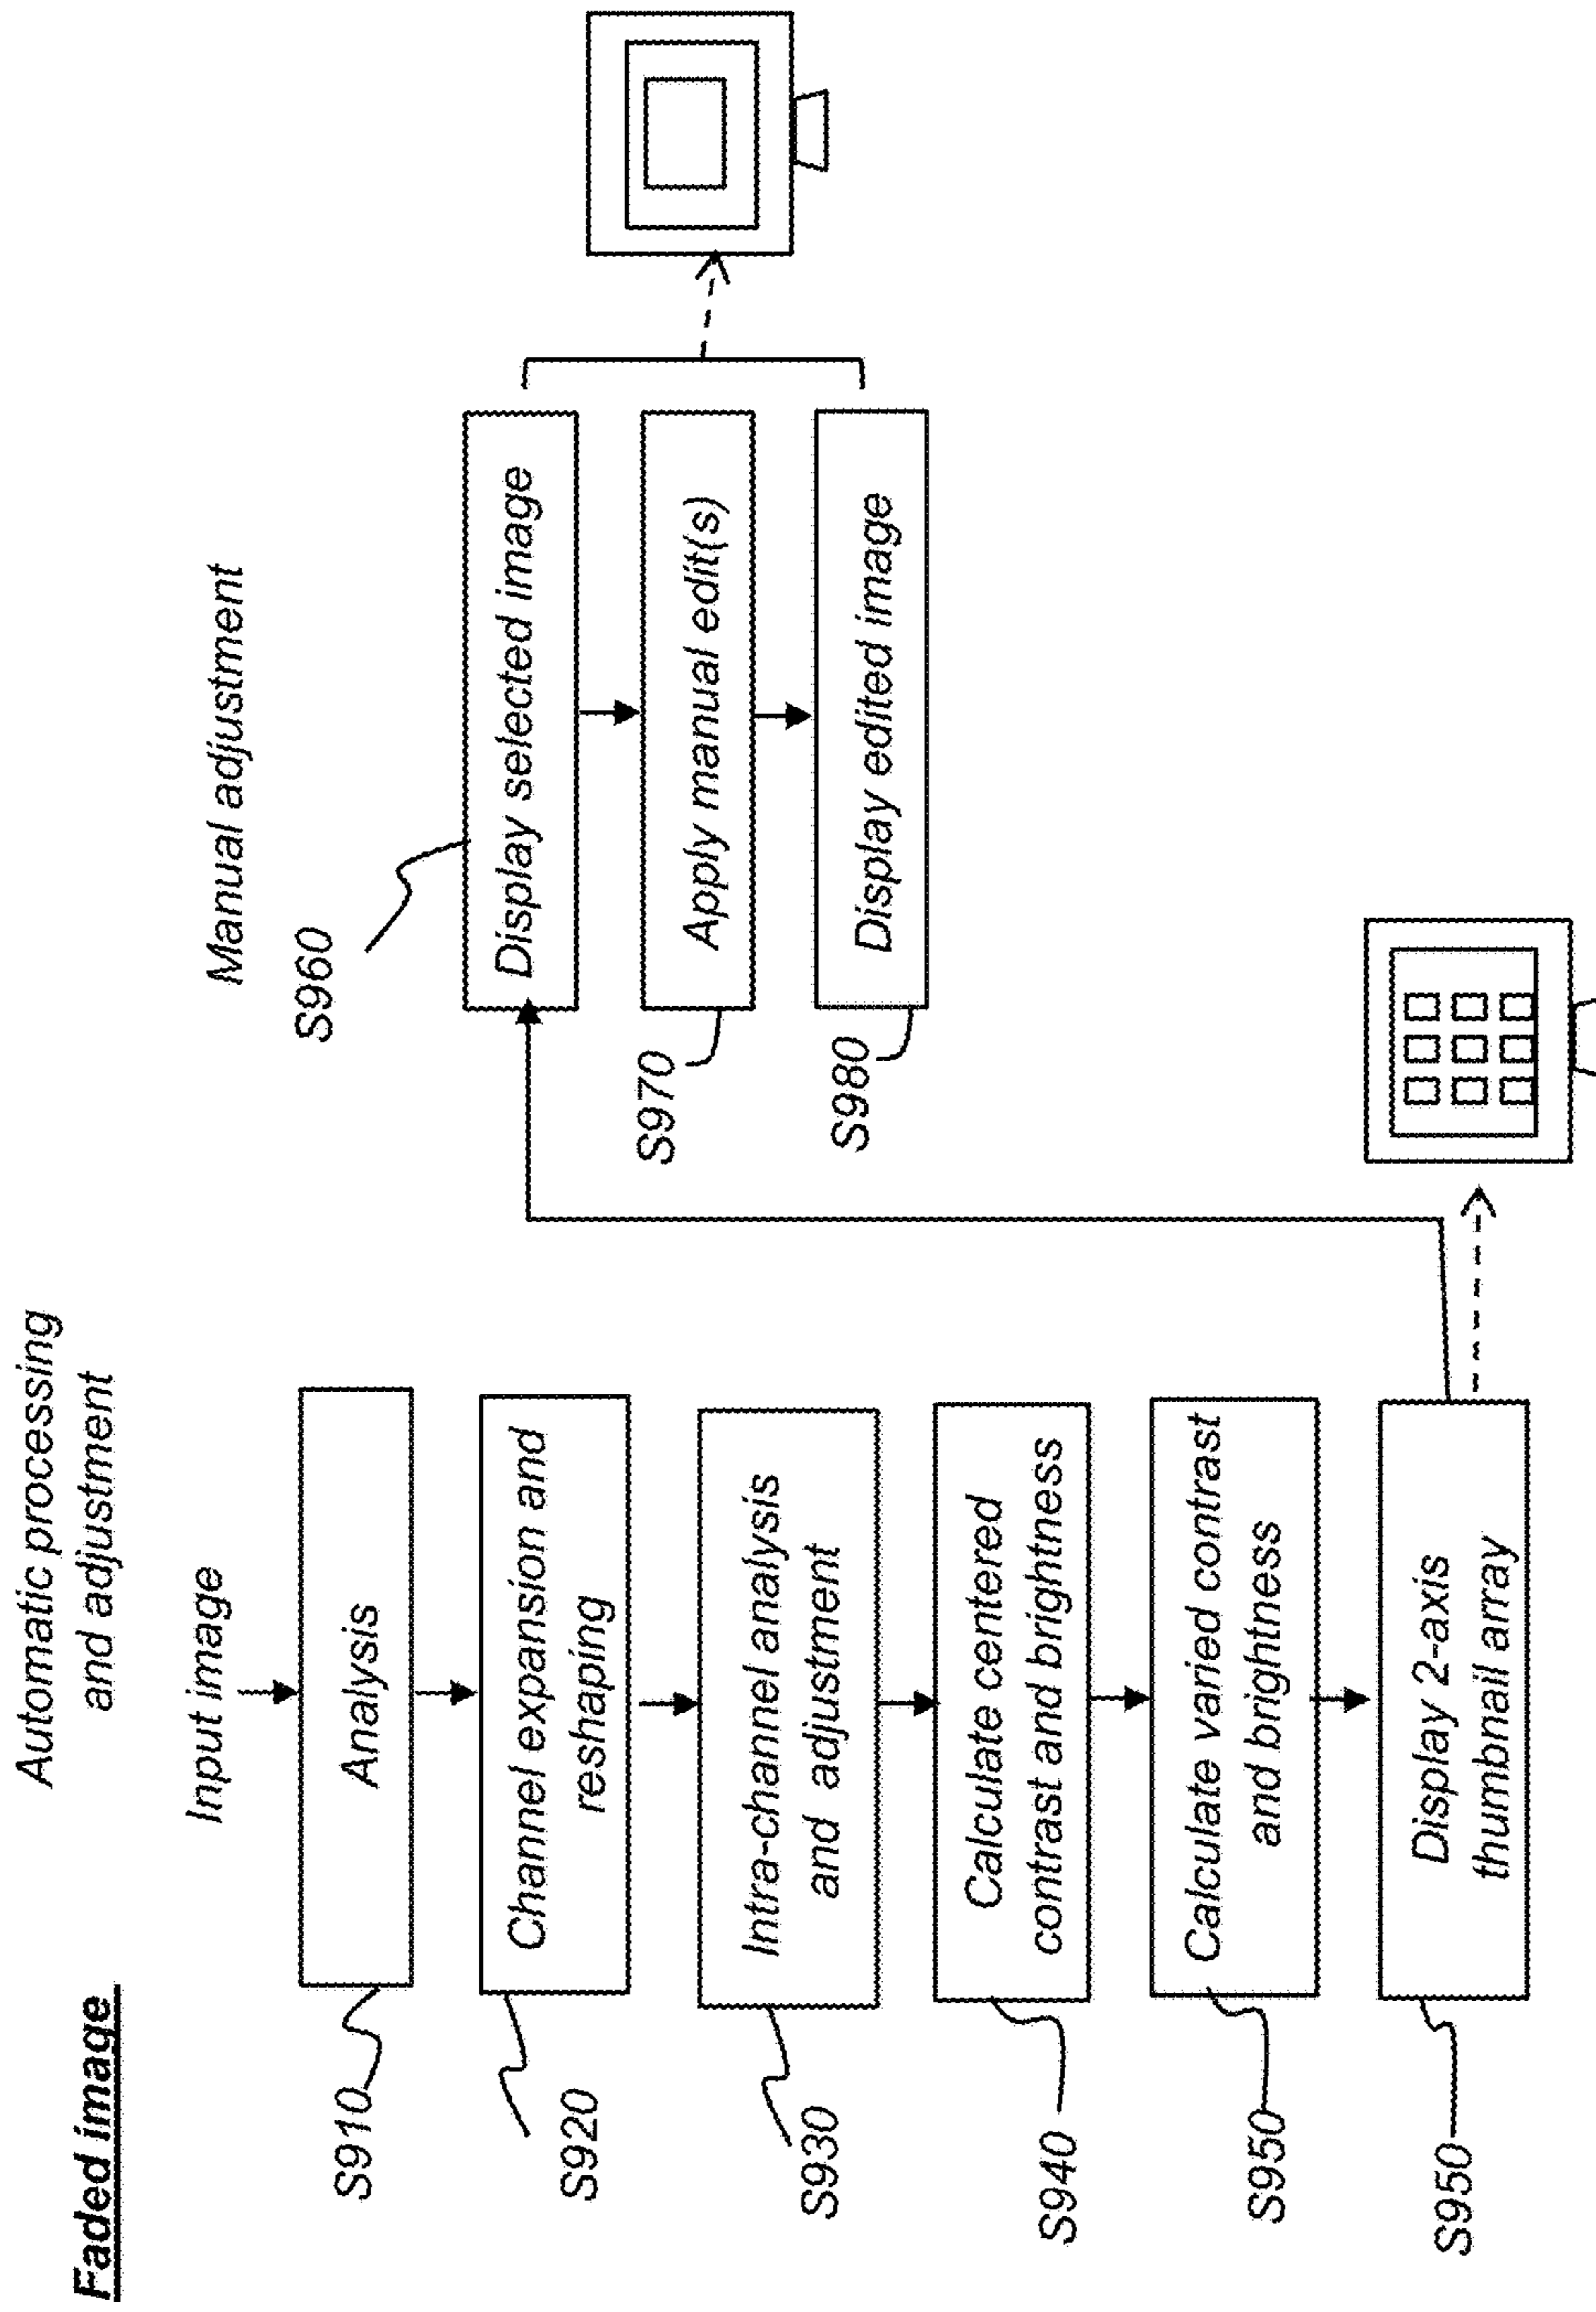 Faded image
Automatic processing
and adjustment
Input image
S910
Analysis
S920
Channel expansion and
reshaping
S930
Intra-channel analysis
and adjustment
S940
Calculate centered
contrast and brightness
S950
Calculate varied contrast
and brightness
S950
Display 2-axis
thumbnail array
Manual adjustment
S960
Display selected image
S970
Apply manual edit(s)
S980
Display edited image